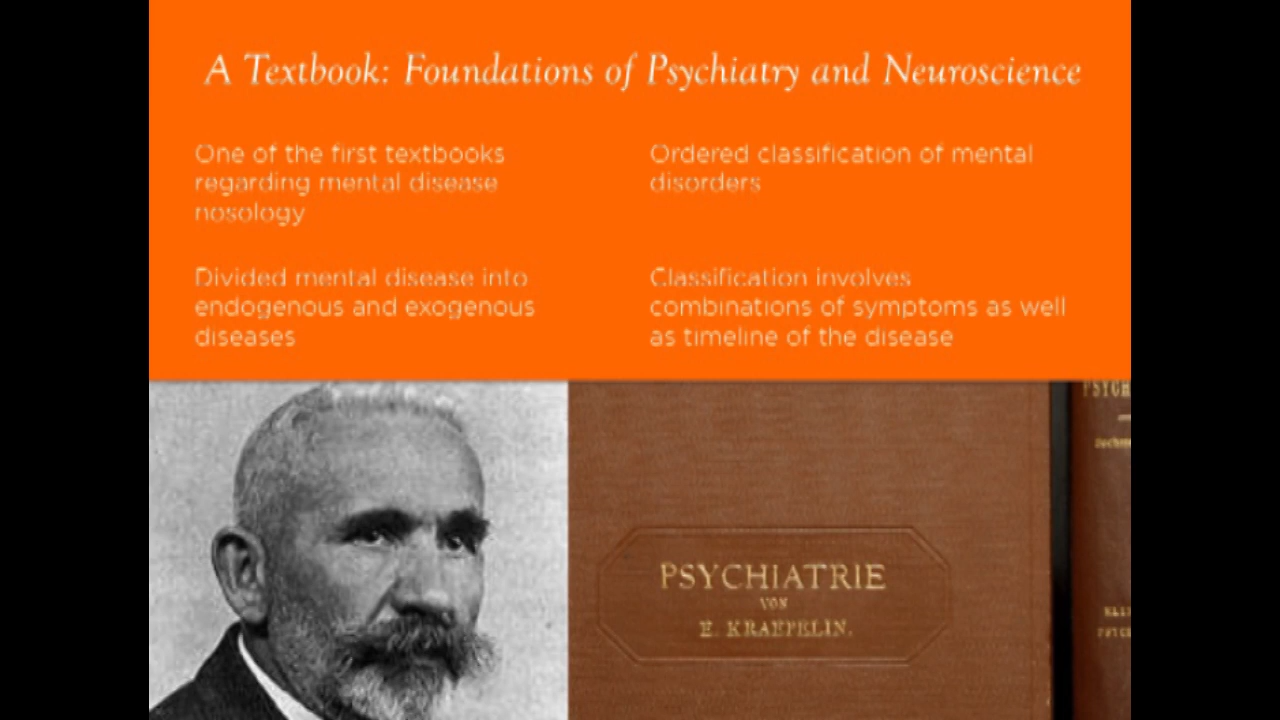 A Textbook: Foundations of Psychiatry and Neuroscience
One of the first textbooks
regarding mental disease
nosology
Ordered classification of mental
disorders
Divided mental disease into
endogenous and exogenous
diseases
Classification involves
combinations of symptoms as well
as timeline of the disease
PSYCHIATRIE
VON
E. KRAEPELIN.
PSYCH